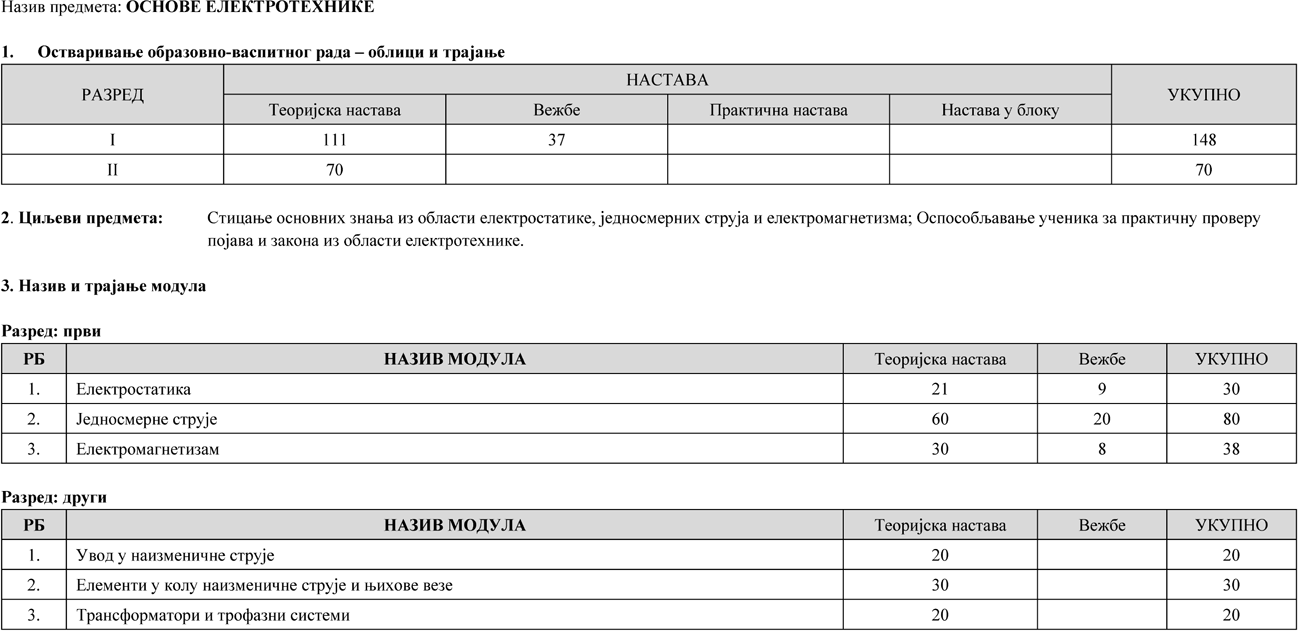 Назив предмета: ОСНОВЕ ЕЛЕКТРОТЕХНИКЕ
1. Остваривање образовно-васпитног рада – облици и трајање
РАЗРЕД НАСТАВА УКУПНО
Теоријска настава Вежбе Практична настава Настава у блоку
I 111 37 148
II 70 70
2. Циљеви предмета: Стицање основних знања из области електростатике, једносмерних струја и електромагнетизма; Оспособљавање ученика за практичну проверу
појава и закона из области електротехнике.
3. Назив и трајање модула
Разред: први
РБ НАЗИВ МОДУЛА Теоријска настава Вежбе УКУПНО
1. Електростатика 21 9 30
2. Једносмерне струје 60 20 80
3. Електромагнетизам 30 8 38
Разред: други
РБ НАЗИВ МОДУЛА Теоријска настава Вежбе УКУПНО
1. Увод у наизменичне струје 20 20
2. Елементи у колу наизменичне струје и њихове везе 30 30
3. Трансформатори и трофазни системи 20 20